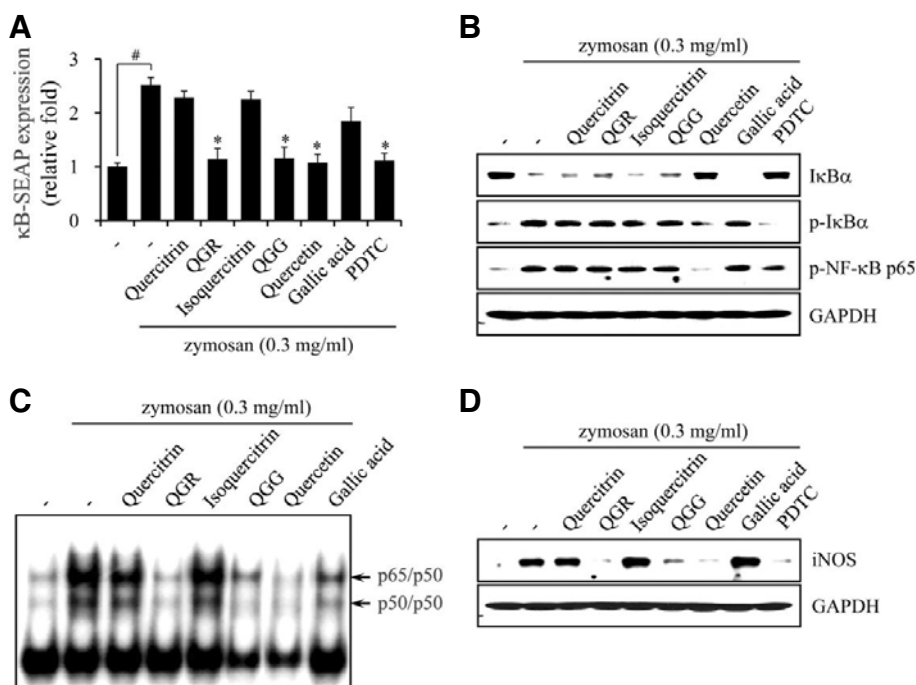 A
κB-SEAP expression
(relative fold)
3
2
1
0
#
*
*
*
*
-
-
Quercitrin
QGR
Isoquercitrin
QGG
Quercetin
Gallic acid
PDTC
zymosan (0.3 mg/ml)
B
zymosan (0.3 mg/ml)
-
-
Quercitrin
QGR
Isoquercitrin
QGG
Quercetin
Gallic acid
PDTC
IκBα
p-IκBα
p-NF-κB p65
GAPDH
C
zymosan (0.3 mg/ml)
-
-
Quercitrin
QGR
Isoquercitrin
QGG
Quercetin
Gallic acid
p65/p50
p50/p50
D
zymosan (0.3 mg/ml)
-
-
Quercitrin
QGR
Isoquercitrin
QGG
Quercetin
Gallic acid
PDTC
iNOS
GAPDH